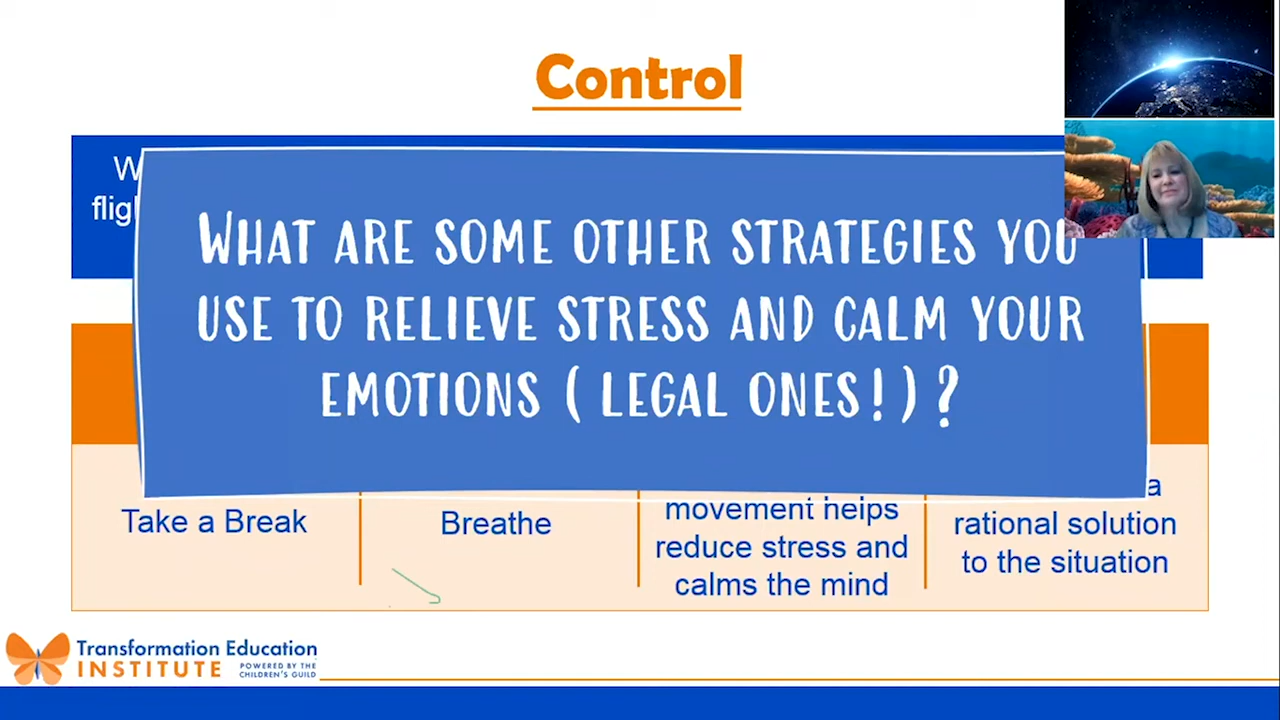 Control
WHAT ARE SOME OTHER STRATEGIES YOU
USE TO RELIEVE STRESS AND CALM YOUR
EMOTIONS ( LEGAL ONES! ) ?
Take a Break
Breathe
movement helps
reduce stress and
calms the mind
a
rational solution
to the situation
Transformation Education
INSTITUTE
POWERED BY THE
CHILDREN'S GUILD